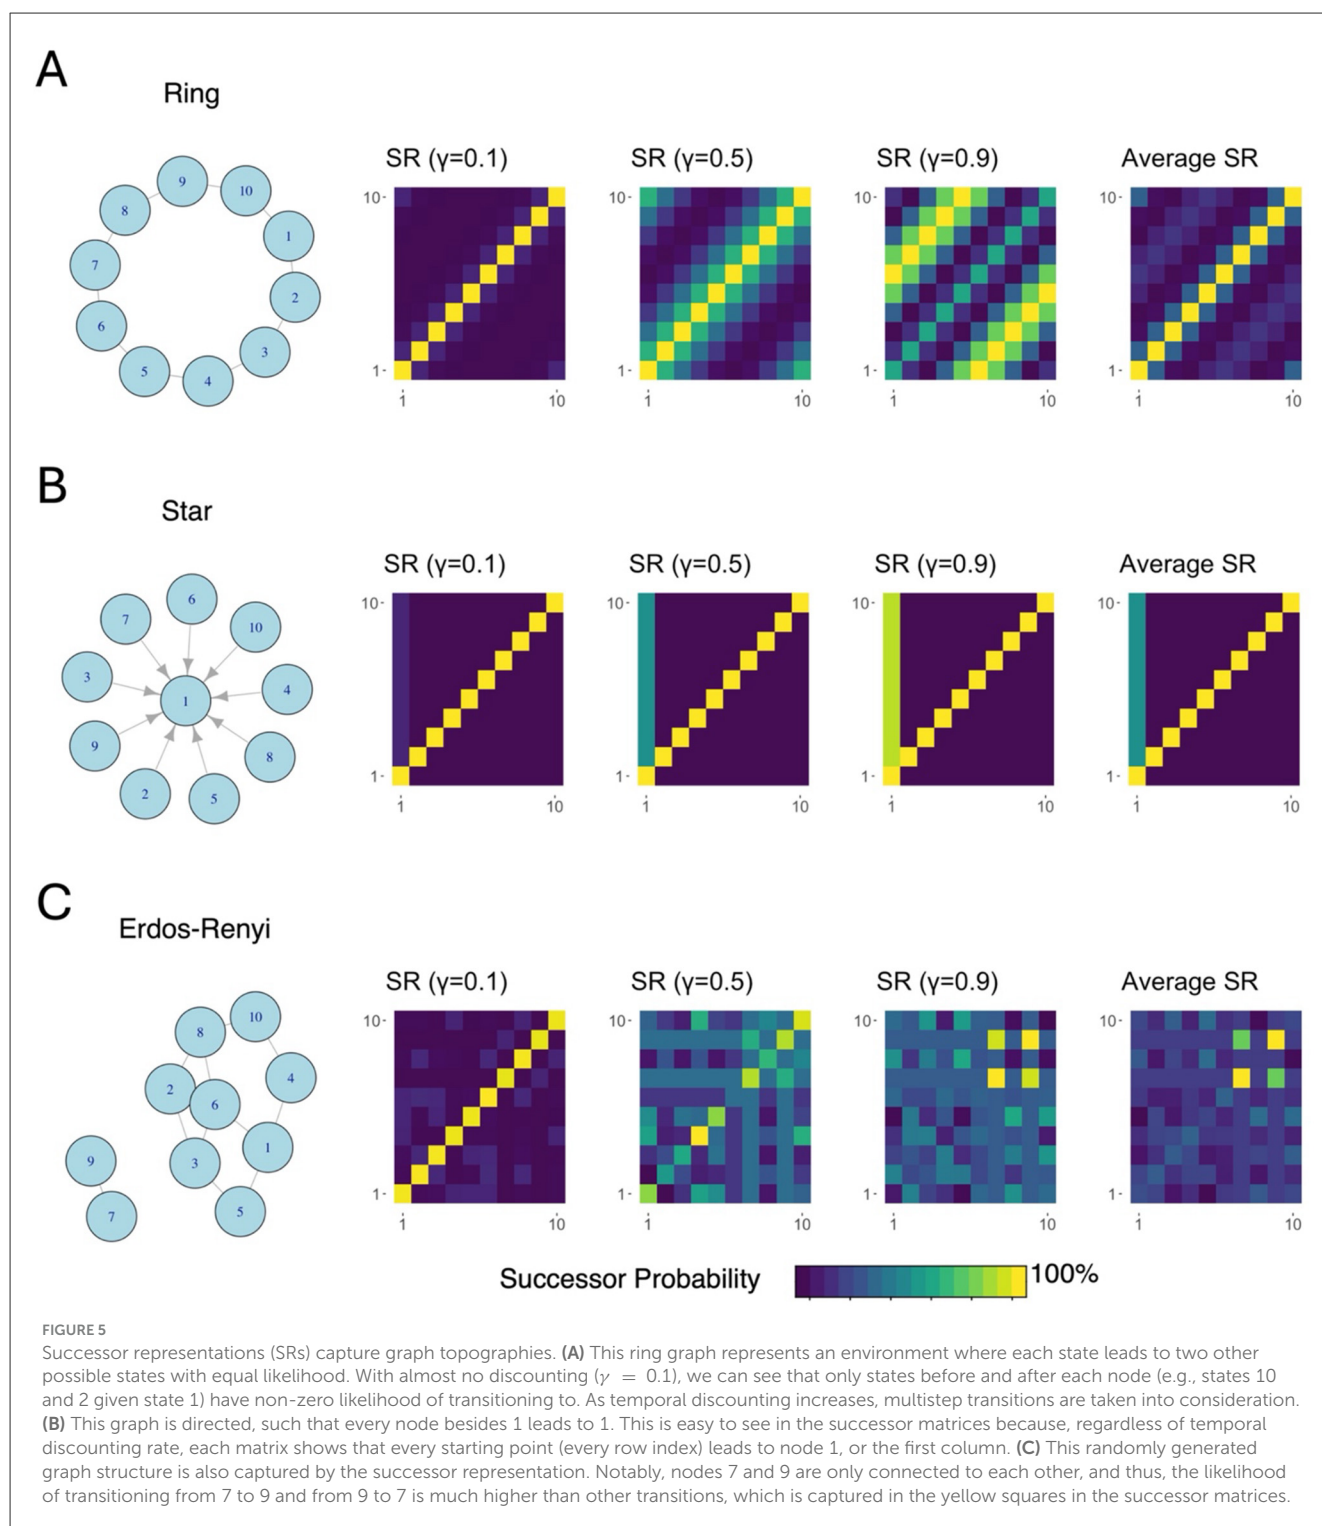 A
Ring
SR (γ=0.1)
SR (γ=0.5)
SR (γ=0.9)
Average SR
9
10
8
1
7
2
6
3
5
4
10-
1-
1
10
10-
1-
1
10
10-
1-
1
10
10-
1-
1
10
B
Star
SR (γ=0.1)
SR (γ=0.5)
SR (γ=0.9)
Average SR
6
7
10
3
4
1
9
8
2
5
10-
1-
1
10
10-
1-
1
10
10-
1-
1
10
10-
1-
1
10
C
Erdos-Renyi
SR (γ=0.1)
SR (γ=0.5)
SR (γ=0.9)
Average SR
10
8
4
2
6
1
9
3
7
5
10-
1-
1
10
10-
1-
1
10
10-
1-
1
10
10-
1-
1
10
Successor Probability
100%
FIGURE 5
Successor representations (SRs) capture graph topographies. (A) This ring graph represents an environment where each state leads to two other
possible states with equal likelihood. With almost no discounting (γ = 0.1), we can see that only states before and after each node (e.g., states 10
and 2 given state 1) have non-zero likelihood of transitioning to. As temporal discounting increases, multistep transitions are taken into consideration.
(B) This graph is directed, such that every node besides 1 leads to 1. This is easy to see in the successor matrices because, regardless of temporal
discounting rate, each matrix shows that every starting point (every row index) leads to node 1, or the first column. (C) This randomly generated
graph structure is also captured by the successor representation. Notably, nodes 7 and 9 are only connected to each other, and thus, the likelihood
of transitioning from 7 to 9 and from 9 to 7 is much higher than other transitions, which is captured in the yellow squares in the successor matrices.